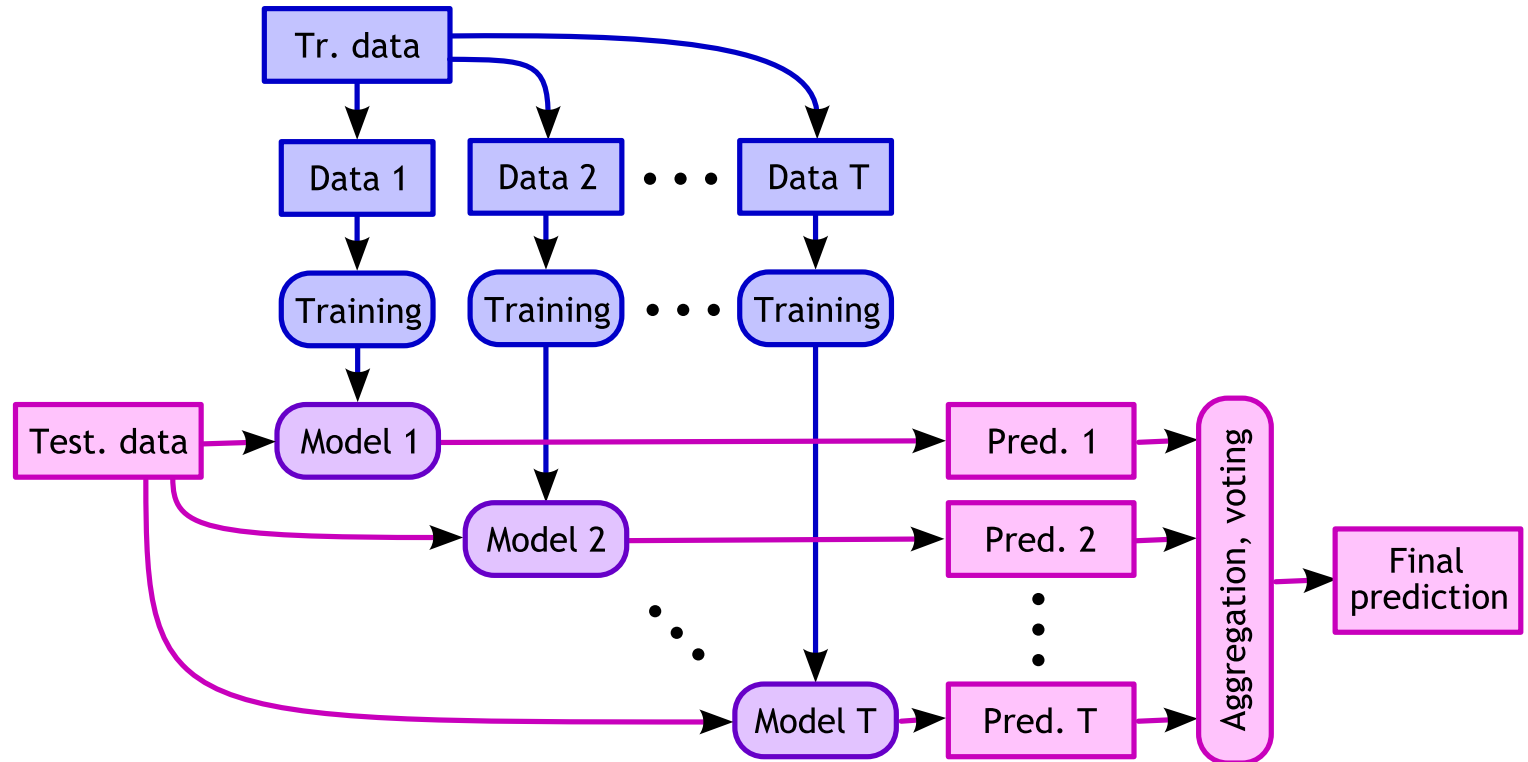 Tr. data
Data 1
Data 2
Data T
Training
Training
Training
Test. data
Model 1
Pred. 1
Model 2
Pred. 2
Model T
Pred. T
Aggregation, voting
Final
prediction